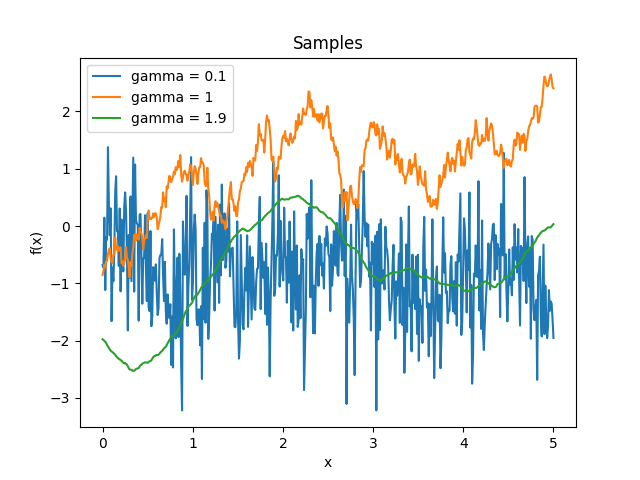 Samples
gamma = 0.1
gamma = 1
gamma = 1.9
f(x)
2
1
0
−1
−2
−3
0 1 2 3 4 5
x